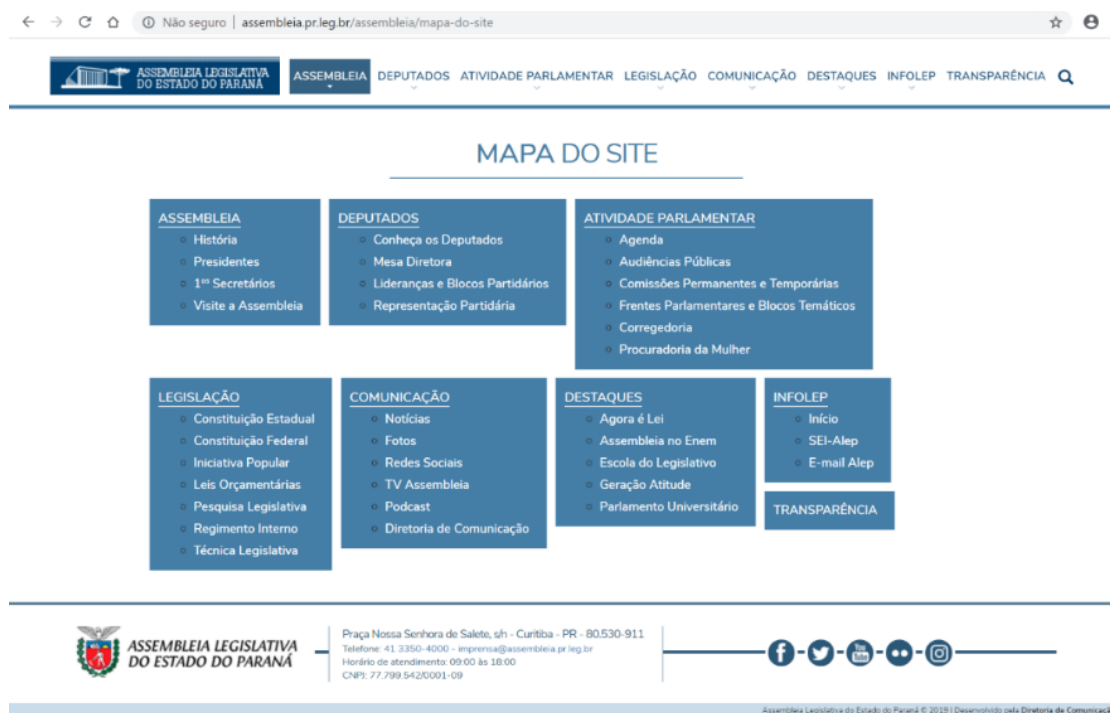 Não seguro | assembleia.pr.leg.br/assembleia/mapa-do-site
ASSEMBLEIA LEGISLATIVA
DO ESTADO DO PARANÁ
ASSEMBLEIA DEPUTADOS ATIVIDADE PARLAMENTAR LEGISLAÇÃO COMUNICAÇÃO DESTAQUES INFOLEP TRANSPARÊNCIA
MAPA DO SITE
ASSEMBLEIA
História
Presidentes
1ºs Secretários
Visite a Assembleia
DEPUTADOS
Conheça os Deputados
Mesa Diretora
Lideranças e Blocos Partidários
Representação Partidária
ATIVIDADE PARLAMENTAR
Agenda
Audiências Públicas
Comissões Permanentes e Temporárias
Frentes Parlamentares e Blocos Temáticos
Corregedoria
Procuradoria da Mulher
LEGISLAÇÃO
Constituição Estadual
Constituição Federal
Iniciativa Popular
Leis Orçamentárias
Pesquisa Legislativa
Regimento Interno
Técnica Legislativa
COMUNICAÇÃO
Notícias
Fotos
Redes Sociais
TV Assembleia
Podcast
Diretoria de Comunicação
DESTAQUES
Agora é Lei
Assembleia no Enem
Escola do Legislativo
Geração Atitude
Parlamento Universitário
INFOLEP
Início
SEI-Alep
E-mail Alep
TRANSPARÊNCIA
ASSEMBLEIA LEGISLATIVA
DO ESTADO DO PARANÁ
Praça Nossa Senhora de Salete, s/n - Curitiba - PR - 80.530-911
Telefone: 41 3350-4000 - imprensa@assembleia.pr.leg.br
Horário de atendimento: 09:00 às 18:00
CNPJ: 77.799.542/0001-09
You
Tube
Assembleia Legislativa do Estado do Paraná © 2019 | Desenvolvido pela Diretoria de Comunicaçã